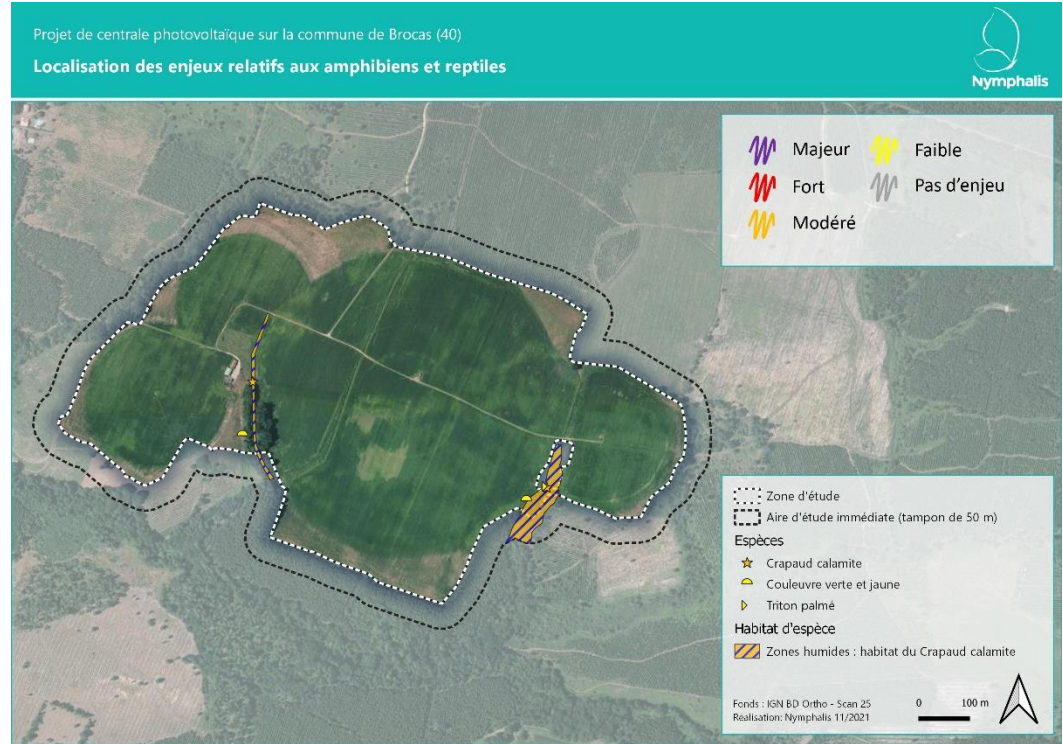 Projet de centrale photovoltaïque sur la commune de Brocas (40)
Localisation des enjeux relatifs aux amphibiens et reptiles
Nymphalis
Majeur
Faible
Fort
Pas d'enjeu
Modéré
Zone d'étude
Aire d'étude immédiate (tampon de 50 m)
Espèces
Crapaud calamite
Couleuvre verte et jaune
Triton palmé
Habitat d'espèce
Zones humides : habitat du Crapaud calamite
Fonds : IGN BD Ortho - Scan 25
Realisation: Nymphalis 11/2021
0 100 m